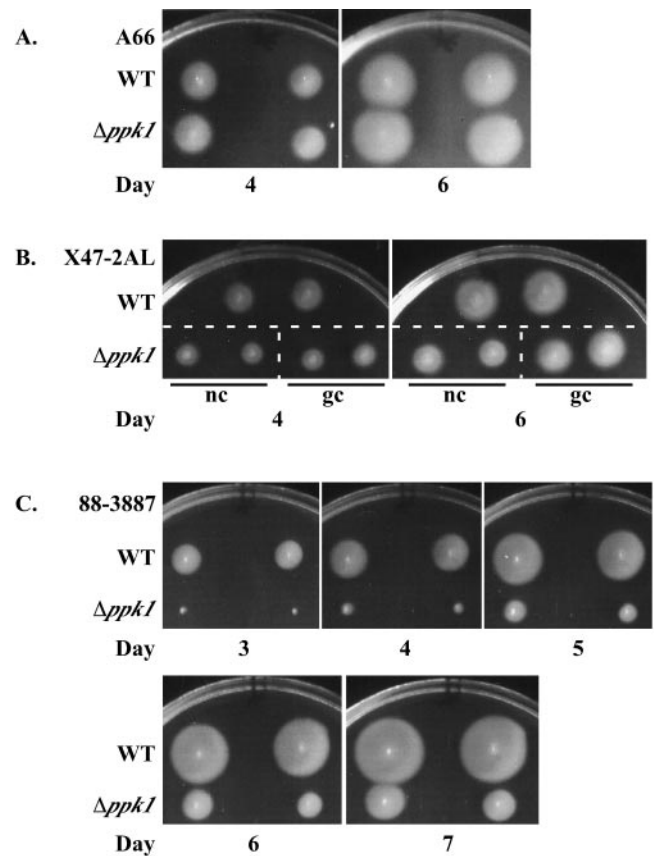 A. A66
WT
Δppk1
Day 4 6
B. X47-2AL
WT
Δppk1
nc gc nc gc
Day 4 6
C. 88-3887
WT
Δppk1
Day 3 4 5
WT
Δppk1
Day 6 7